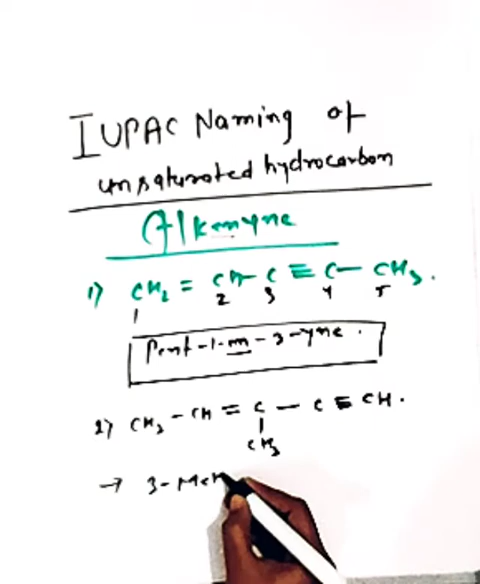 IUPAC Naming of
unsaturated hydrocarbon
Alkenyne
1) CH₂ = CH - C ≡ C - CH₃.
1 2 3 4 5
Pent-1-en-3-yne.
2) CH₃ - CH = C - C ≡ CH.
|
CH₃
→ 3-Meth